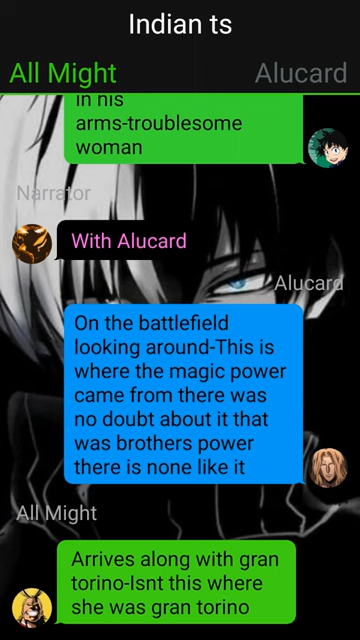 Indian ts
All Might Alucard
in his
arms-troublesome
woman
Narrator
With Alucard
Alucard
On the battlefield
looking around-This is
where the magic power
came from there was
no doubt about it that
was brothers power
there is none like it
All Might
Arrives along with gran
torino-Isnt this where
she was gran torino